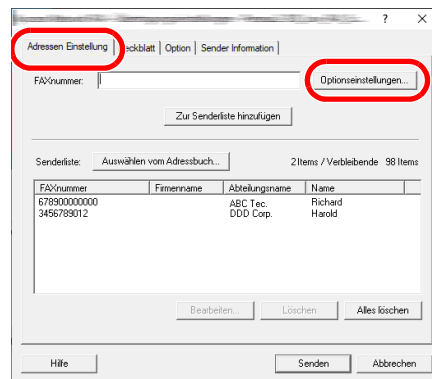 ? ×
Adressen Einstellung eckblatt Option Sender Information
FAXnummer: Optionseinstellungen...
Zur Senderliste hinzufügen
Senderliste: Auswählen vom Adressbuch... 2 Items / Verbleibende 98 Items
FAXnummer Firmenname Abteilungsname Name
678900000000 ABC Tec. Richard
3456789012 DDD Corp. Harold
Bearbeiten... Löschen Alles löschen
Hilfe Senden Abbrechen